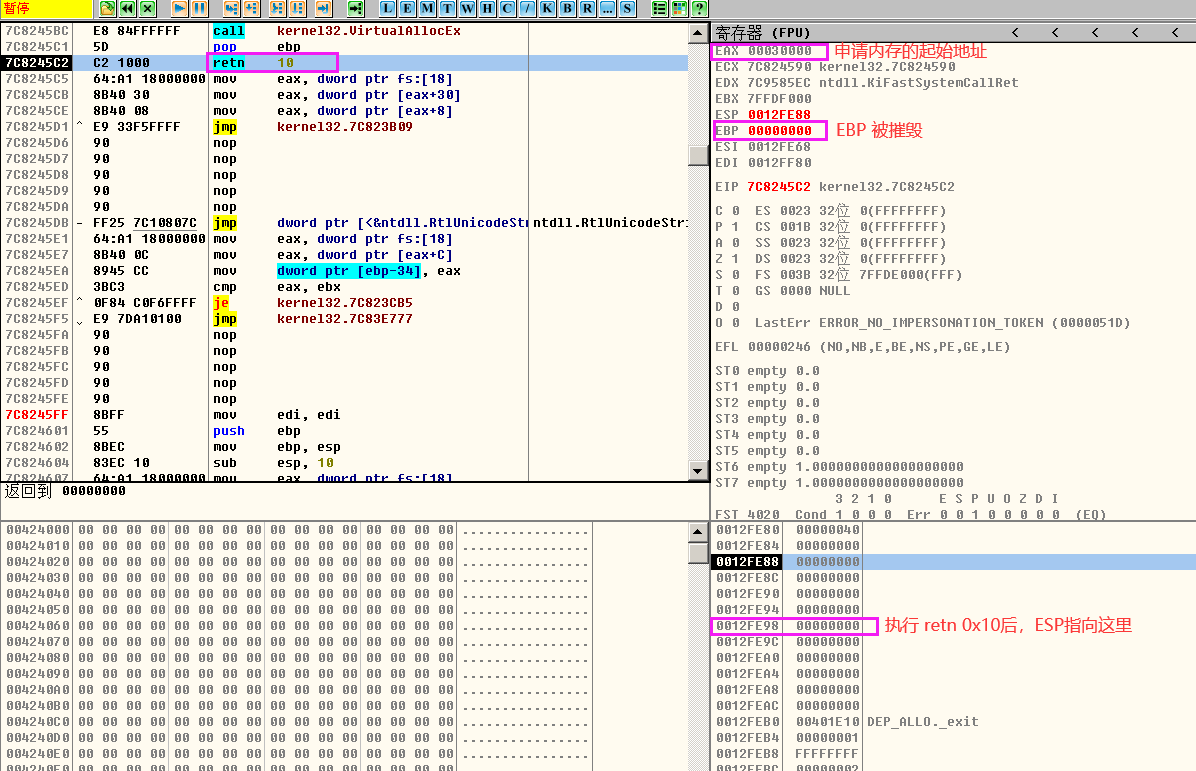 暂停
L E M T W H C / K B R ... S ?
7C8245BC E8 84FFFFFF call kernel32.VirtualAllocEx
7C8245C1 5D pop ebp
7C8245C2 C2 1000 retn 10
7C8245C5 64:A1 18000000 mov eax, dword ptr fs:[18]
7C8245CB 8B40 30 mov eax, dword ptr [eax+30]
7C8245CE 8B40 08 mov eax, dword ptr [eax+8]
7C8245D1 ^ E9 33F5FFFF jmp kernel32.7C823B09
7C8245D6 90 nop
7C8245D7 90 nop
7C8245D8 90 nop
7C8245D9 90 nop
7C8245DA 90 nop
7C8245DB - FF25 7C10807C jmp dword ptr [<&ntdll.RtlUnicodeStr ntdll.RtlUnicodeStr:
7C8245E1 64:A1 18000000 mov eax, dword ptr fs:[18]
7C8245E7 8B40 0C mov eax, dword ptr [eax+C]
7C8245EA 8945 CC mov dword ptr [ebp-34], eax
7C8245ED 3BC3 cmp eax, ebx
7C8245EF ^ 0F84 C0F6FFFF je kernel32.7C823CB5
7C8245F5 E9 7DA10100 jmp kernel32.7C83E777
7C8245FA 90 nop
7C8245FB 90 nop
7C8245FC 90 nop
7C8245FD 90 nop
7C8245FE 90 nop
7C8245FF 8BFF mov edi, edi
7C824601 55 push ebp
7C824602 8BEC mov ebp, esp
7C824604 83EC 10 sub esp, 10
7C824607 64:A1 18000000 mov eax, dword ptr fs:[18]
返回到 00000000
寄存器 (FPU) < < < < <
EAX 00030000 申请内存的起始地址
ECX 7C824590 kernel32.7C824590
EDX 7C9585EC ntdll.KiFastSystemCallRet
EBX 7FFDF000
ESP 0012FE88
EBP 00000000 EBP 被摧毁
ESI 0012FE68
EDI 0012FF80
EIP 7C8245C2 kernel32.7C8245C2
C 0 ES 0023 32位 0(FFFFFFFF)
P 1 CS 001B 32位 0(FFFFFFFF)
A 0 SS 0023 32位 0(FFFFFFFF)
Z 1 DS 0023 32位 0(FFFFFFFF)
S 0 FS 003B 32位 7FFDE000(FFF)
T 0 GS 0000 NULL
D 0
O 0 LastErr ERROR_NO_IMPERSONATION_TOKEN (0000051D)
EFL 00000246 (NO,NB,E,BE,NS,PE,GE,LE)
ST0 empty 0.0
ST1 empty 0.0
ST2 empty 0.0
ST3 empty 0.0
ST4 empty 0.0
ST5 empty 0.0
ST6 empty 1.0000000000000000000
ST7 empty 1.0000000000000000000
3 2 1 0 E S P U O Z D I
FST 4020 Cond 1 0 0 0 Err 0 0 1 0 0 0 0 0 (EQ)
00424000 00 00 00 00 00 00 00 00 00 00 00 00 00 00 00 00 ................
00424010 00 00 00 00 00 00 00 00 00 00 00 00 00 00 00 00 ................
00424020 00 00 00 00 00 00 00 00 00 00 00 00 00 00 00 00 ................
00424030 00 00 00 00 00 00 00 00 00 00 00 00 00 00 00 00 ................
00424040 00 00 00 00 00 00 00 00 00 00 00 00 00 00 00 00 ................
00424050 00 00 00 00 00 00 00 00 00 00 00 00 00 00 00 00 ................
00424060 00 00 00 00 00 00 00 00 00 00 00 00 00 00 00 00 ................
00424070 00 00 00 00 00 00 00 00 00 00 00 00 00 00 00 00 ................
00424080 00 00 00 00 00 00 00 00 00 00 00 00 00 00 00 00 ................
00424090 00 00 00 00 00 00 00 00 00 00 00 00 00 00 00 00 ................
004240A0 00 00 00 00 00 00 00 00 00 00 00 00 00 00 00 00 ................
004240B0 00 00 00 00 00 00 00 00 00 00 00 00 00 00 00 00 ................
004240C0 00 00 00 00 00 00 00 00 00 00 00 00 00 00 00 00 ................
004240D0 00 00 00 00 00 00 00 00 00 00 00 00 00 00 00 00 ................
004240E0 00 00 00 00 00 00 00 00 00 00 00 00 00 00 00 00 ................
004240F0 00 00 00 00 00 00 00 00 00 00 00 00 00 00 00 00 ................
0012FE80 00000040
0012FE84 00000000
0012FE88 00000000
0012FE8C 00000000
0012FE90 00000000
0012FE94 00000000
0012FE98 00000000 执行 retn 0x10后，ESP指向这里
0012FE9C 00000000
0012FEA0 00000000
0012FEA4 00000000
0012FEA8 00000000
0012FEAC 00000000
0012FEB0 00401E10 DEP_ALLO._exit
0012FEB4 00000001
0012FEB8 FFFFFFFF
0012FEBC 00000002